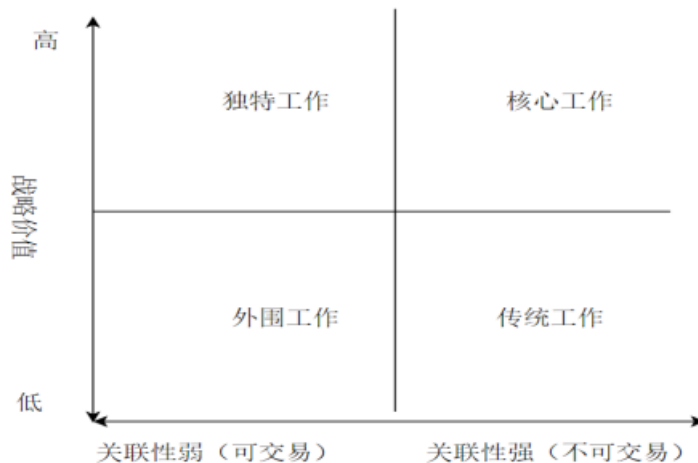 高
独特工作
核心工作
战略价值
外围工作
传统工作
低
关联性弱（可交易）
关联性强（不可交易）